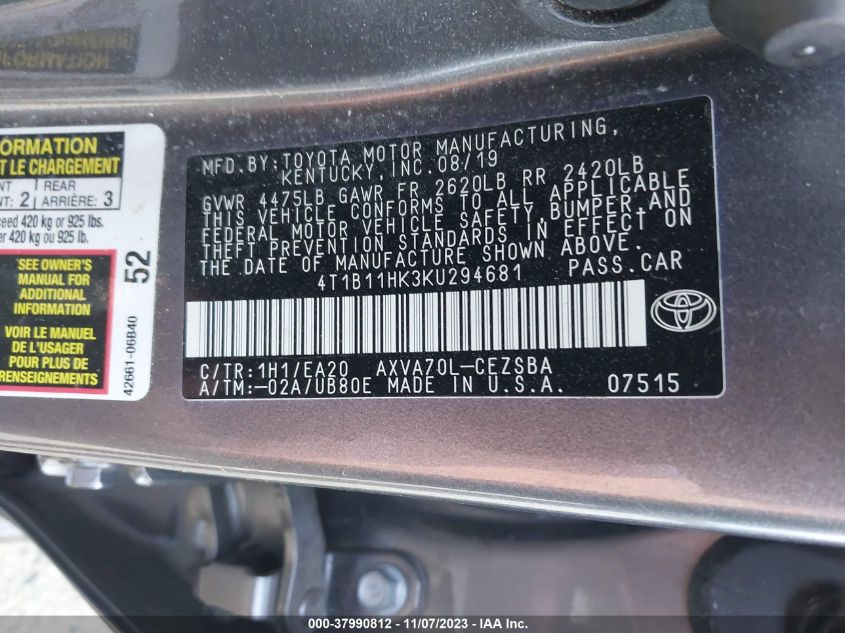 MFD.BY:TOYOTA MOTOR MANUFACTURING,
KENTUCKY, INC. 08/19
GVWR 4475LB GAWR FR 2620LB RR 2420LB
THIS VEHICLE CONFORMS TO ALL APPLICABLE
FEDERAL MOTOR VEHICLE SAFETY, BUMPER, AND
THEFT PREVENTION STANDARDS IN EFFECT ON
THE DATE OF MANUFACTURE SHOWN ABOVE.
4T1B11HK3KU294681 PASS.CAR
C/TR:1H1/EA20 AXVA70L-CEZSBA
A/TM:-02A/UB80E MADE IN U.S.A. 07515
LE CHARGEMENT
REAR
: 2 ARRIÈRE: 3
420 kg or 925 lbs.
420 kg ou 925 lb.
SEE OWNER'S
MANUAL FOR
ADDITIONAL
INFORMATION
VOIR LE MANUEL
DE L'USAGER
POUR PLUS DE
RENSEIGNEMENTS
52
42661-06B40
000-37990812 - 11/07/2023 - IAA Inc.